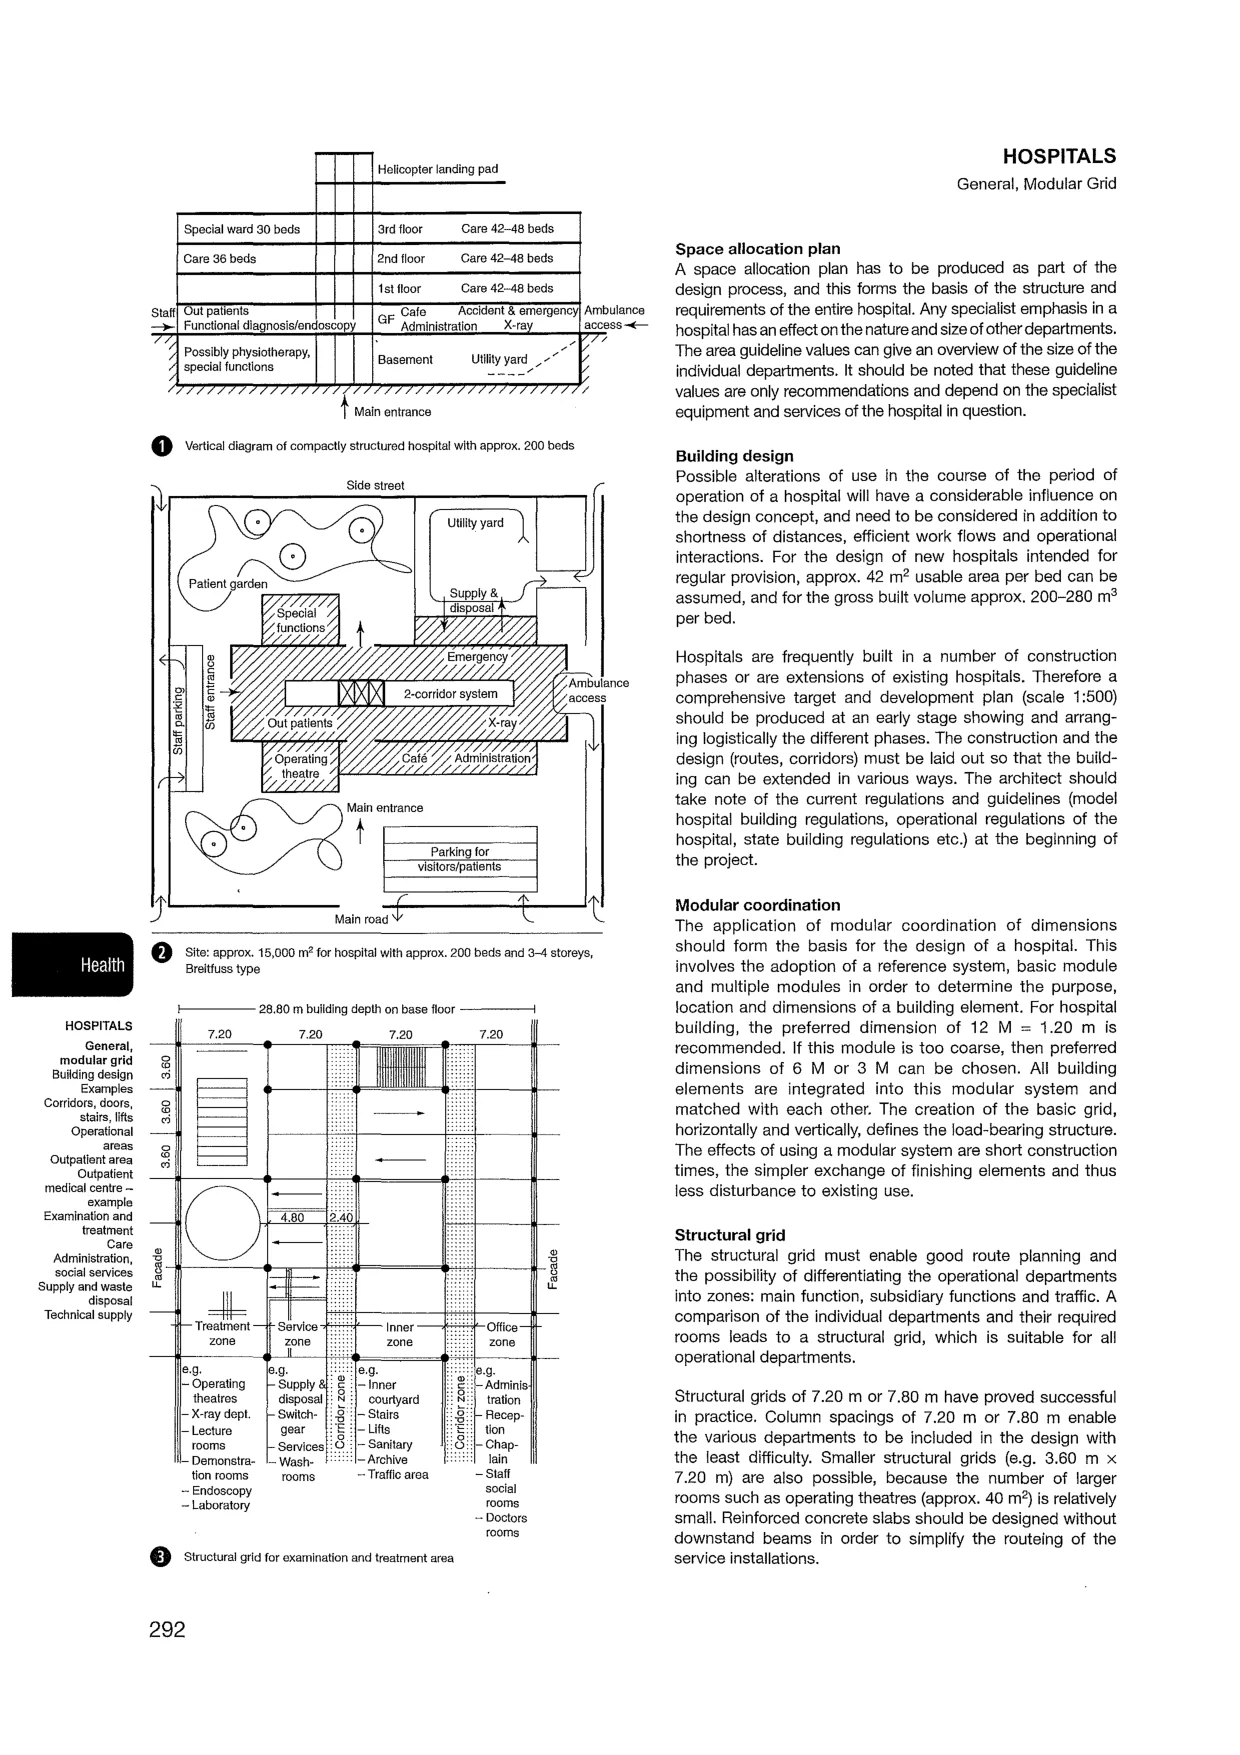 HOSPITALS
General, Modular Grid
Helicopter landing pad
Special ward 30 beds
3rd floor
Care 42–48 beds
Care 36 beds
2nd floor
Care 42–48 beds
1st floor
Care 42–48 beds
Staff
Out patients
Functional diagnosis/endoscopy
GF
Cafe
Accident & emergency
Administration
X-ray
Ambulance
access
Possibly physiotherapy,
special functions
Basement
Utility yard
Main entrance
1 Vertical diagram of compactly structured hospital with approx. 200 beds
Side street
Utility yard
Patient garden
Supply &
disposal
Special
functions
Emergency
Staff parking
Staff entrance
2-corridor system
Ambulance
access
Out patients
X-ray
Operating
theatre
Café
Administration
Main entrance
Parking for
visitors/patients
Main road
2 Site: approx. 15,000 m² for hospital with approx. 200 beds and 3–4 storeys,
Breitfuss type
Health
HOSPITALS
General,
modular grid
Building design
Examples
Corridors, doors,
stairs, lifts
Operational
areas
Outpatient area
Outpatient
medical centre –
example
Examination and
treatment
Care
Administration,
social services
Supply and waste
disposal
Technical supply
28.80 m building depth on base floor
7.20
7.20
7.20
7.20
3.60
3.60
3.60
4.80
2.40
Facade
Facade
Treatment
zone
Service
zone
Inner
zone
Office
zone
e.g.
– Operating
theatres
– X-ray dept.
– Lecture
rooms
– Demonstra-
tion rooms
– Endoscopy
– Laboratory
e.g.
– Supply &
disposal
– Switch-
gear
– Services
– Wash-
rooms
Corridor zone
e.g.
– Inner
courtyard
– Stairs
– Lifts
– Sanitary
– Archive
– Traffic area
Corridor zone
e.g.
– Adminis-
tration
– Recep-
tion
– Chap-
lain
– Staff
social
rooms
– Doctors
rooms
3 Structural grid for examination and treatment area
292
Space allocation plan
A space allocation plan has to be produced as part of the
design process, and this forms the basis of the structure and
requirements of the entire hospital. Any specialist emphasis in a
hospital has an effect on the nature and size of other departments.
The area guideline values can give an overview of the size of the
individual departments. It should be noted that these guideline
values are only recommendations and depend on the specialist
equipment and services of the hospital in question.
Building design
Possible alterations of use in the course of the period of
operation of a hospital will have a considerable influence on
the design concept, and need to be considered in addition to
shortness of distances, efficient work flows and operational
interactions. For the design of new hospitals intended for
regular provision, approx. 42 m² usable area per bed can be
assumed, and for the gross built volume approx. 200–280 m³
per bed.
Hospitals are frequently built in a number of construction
phases or are extensions of existing hospitals. Therefore a
comprehensive target and development plan (scale 1:500)
should be produced at an early stage showing and arrang-
ing logistically the different phases. The construction and the
design (routes, corridors) must be laid out so that the build-
ing can be extended in various ways. The architect should
take note of the current regulations and guidelines (model
hospital building regulations, operational regulations of the
hospital, state building regulations etc.) at the beginning of
the project.
Modular coordination
The application of modular coordination of dimensions
should form the basis for the design of a hospital. This
involves the adoption of a reference system, basic module
and multiple modules in order to determine the purpose,
location and dimensions of a building element. For hospital
building, the preferred dimension of 12 M = 1.20 m is
recommended. If this module is too coarse, then preferred
dimensions of 6 M or 3 M can be chosen. All building
elements are integrated into this modular system and
matched with each other. The creation of the basic grid,
horizontally and vertically, defines the load-bearing structure.
The effects of using a modular system are short construction
times, the simpler exchange of finishing elements and thus
less disturbance to existing use.
Structural grid
The structural grid must enable good route planning and
the possibility of differentiating the operational departments
into zones: main function, subsidiary functions and traffic. A
comparison of the individual departments and their required
rooms leads to a structural grid, which is suitable for all
operational departments.
Structural grids of 7.20 m or 7.80 m have proved successful
in practice. Column spacings of 7.20 m or 7.80 m enable
the various departments to be included in the design with
the least difficulty. Smaller structural grids (e.g. 3.60 m x
7.20 m) are also possible, because the number of larger
rooms such as operating theatres (approx. 40 m²) is relatively
small. Reinforced concrete slabs should be designed without
downstand beams in order to simplify the routeing of the
service installations.